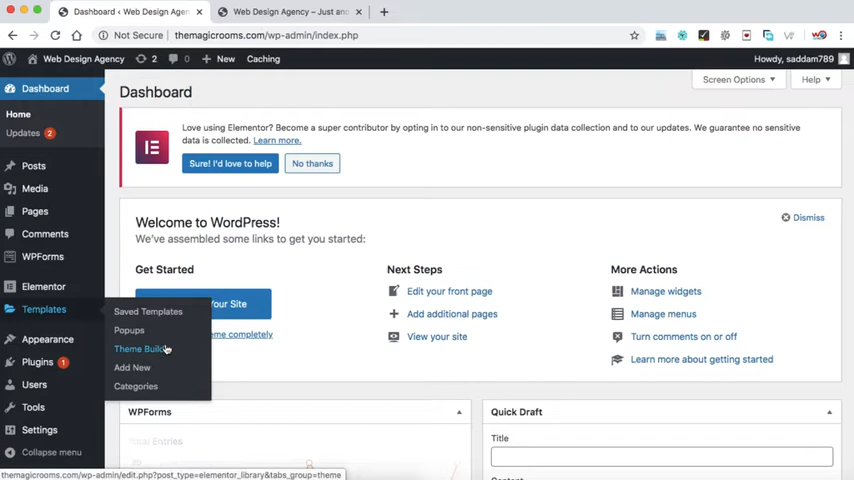 Dashboard ‹ Web Design Agen
Web Design Agency – Just an
Not Secure
themagicrooms.com/wp-admin/index.php
Web Design Agency
2
0
New
Caching
Howdy, saddam789
Dashboard
Home
Updates 2
Posts
Media
Pages
Comments
WPForms
Elementor
Templates
Appearance
Plugins 1
Users
Tools
Settings
Collapse menu
Saved Templates
Popups
Theme Build
Add New
Categories
Dashboard
Screen Options
Help
Love using Elementor? Become a super contributor by opting in to our non-sensitive plugin data collection and to our updates. We guarantee no sensitive
data is collected. Learn more.
Sure! I'd love to help
No thanks
Welcome to WordPress!
Dismiss
We've assembled some links to get you started:
Get Started
Your Site
eme completely
Next Steps
Edit your front page
Add additional pages
View your site
More Actions
Manage widgets
Manage menus
Turn comments on or off
Learn more about getting started
WPForms
Total Entries
Quick Draft
Title
themagicrooms.com/wp-admin/edit.php?post_type=elementor_library&tabs_group=theme